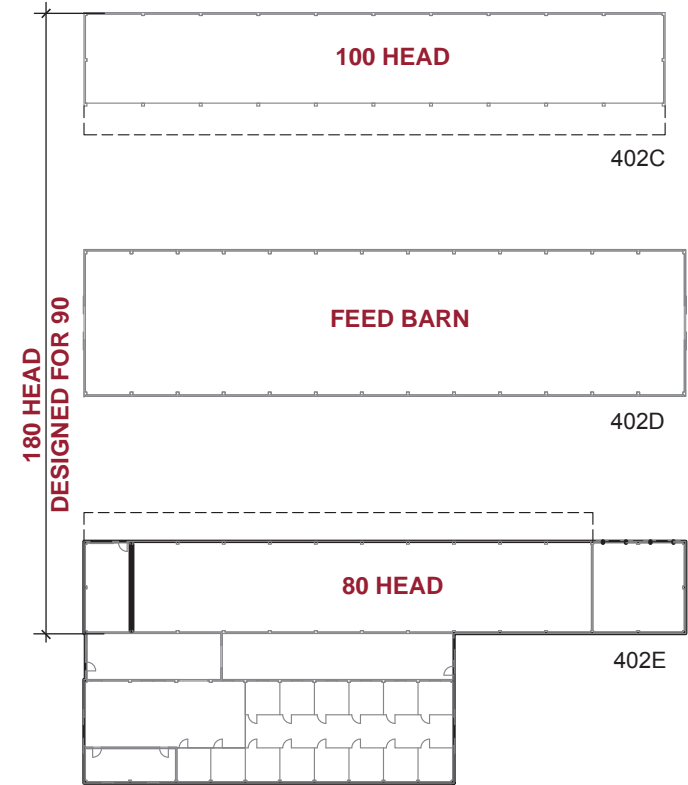 100 HEAD
402C
FEED BARN
402D
180 HEAD
DESIGNED FOR 90
80 HEAD
402E